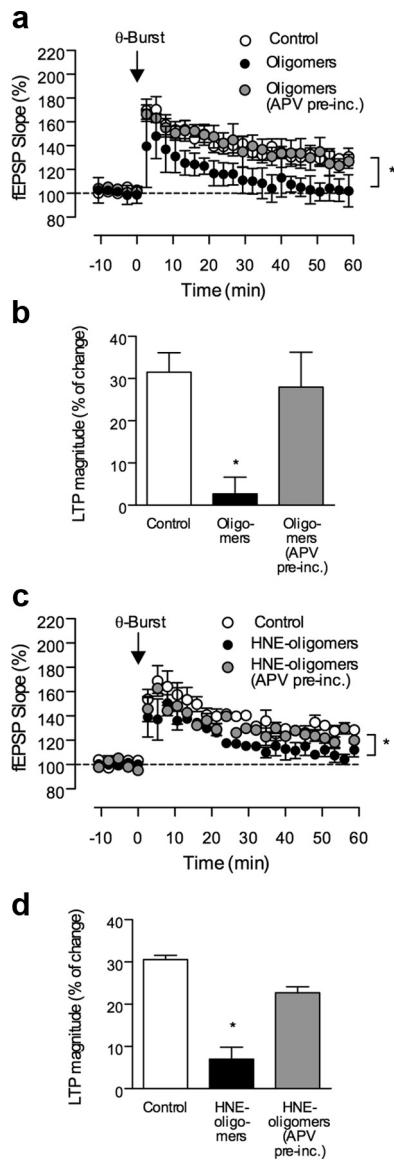 a
θ-Burst
Control
Oligomers
Oligomers
(APV pre-inc.)
fEPSP Slope (%)
220
200
180
160
140
120
100
80
*
-10 0 10 20 30 40 50 60
Time (min)
b
LTP magnitude (% of change)
40
30
20
10
0
*
Control
Oligo-
mers
Oligo-
mers
(APV
pre-inc.)
c
θ-Burst
Control
HNE-oligomers
HNE-oligomers
(APV pre-inc.)
fEPSP Slope (%)
220
200
180
160
140
120
100
80
*
-10 0 10 20 30 40 50 60
Time (min)
d
LTP magnitude (% of change)
40
30
20
10
0
*
Control
HNE-
oligo-
mers
HNE-
oligomers
(APV
pre-inc.)